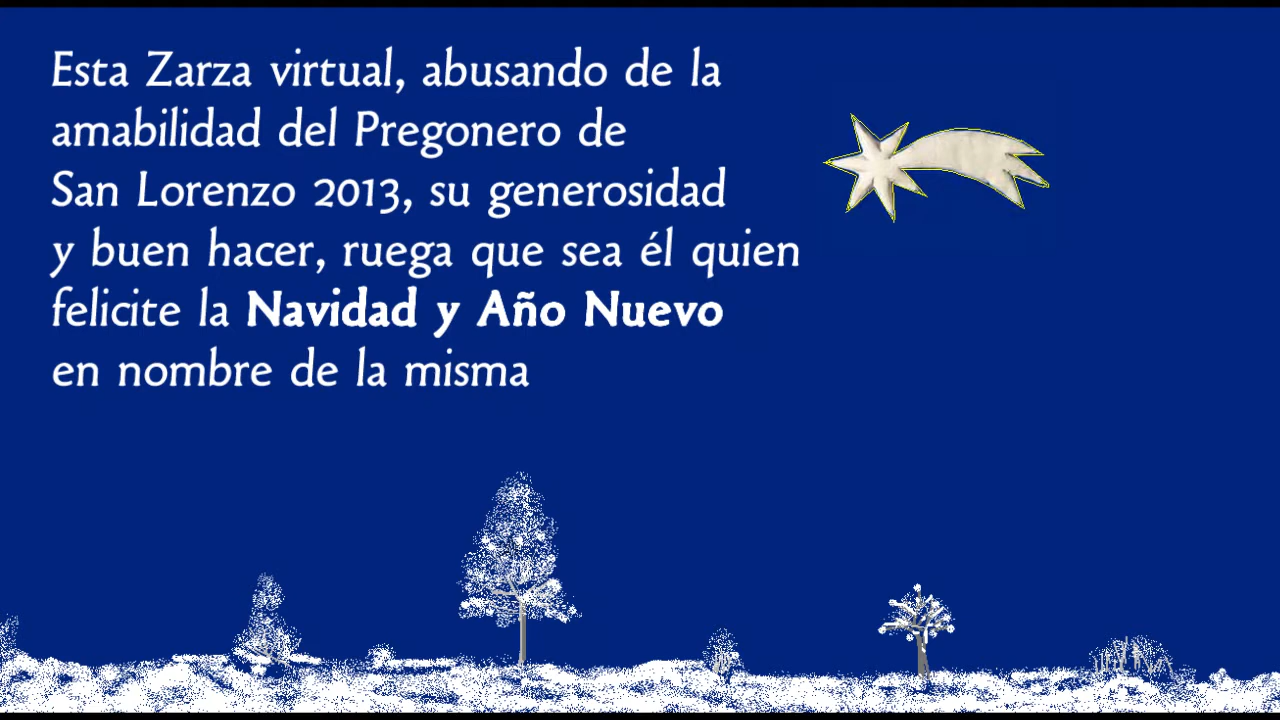 Esta Zarza virtual, abusando de la
amabilidad del Pregonero de
San Lorenzo 2013, su generosidad
y buen hacer, ruega que sea él quien
felicite la Navidad y Año Nuevo
en nombre de la misma